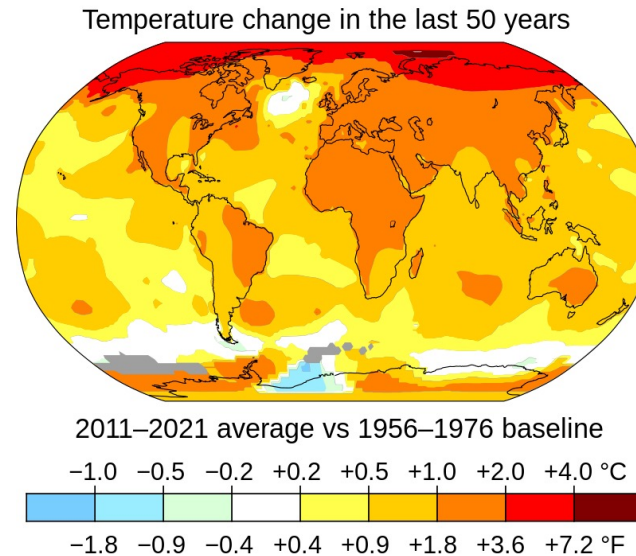 Temperature change in the last 50 years
2011–2021 average vs 1956–1976 baseline
−1.0 −0.5 −0.2 +0.2 +0.5 +1.0 +2.0 +4.0 °C
−1.8 −0.9 −0.4 +0.4 +0.9 +1.8 +3.6 +7.2 °F